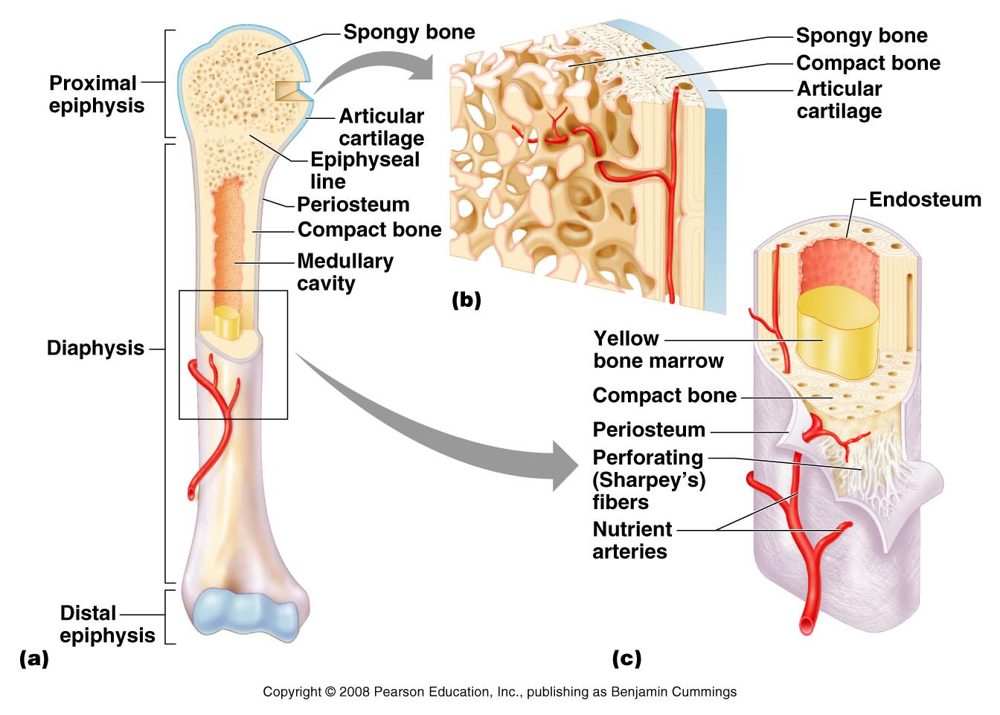 Spongy bone
Proximal
epiphysis
Articular
cartilage
Epiphyseal
line
Periosteum
Compact bone
Medullary
cavity
Diaphysis
Distal
epiphysis
(a)
Spongy bone
Compact bone
Articular
cartilage
(b)
Endosteum
Yellow
bone marrow
Compact bone
Periosteum
Perforating
(Sharpey's)
fibers
Nutrient
arteries
(c)
Copyright © 2008 Pearson Education, Inc., publishing as Benjamin Cummings